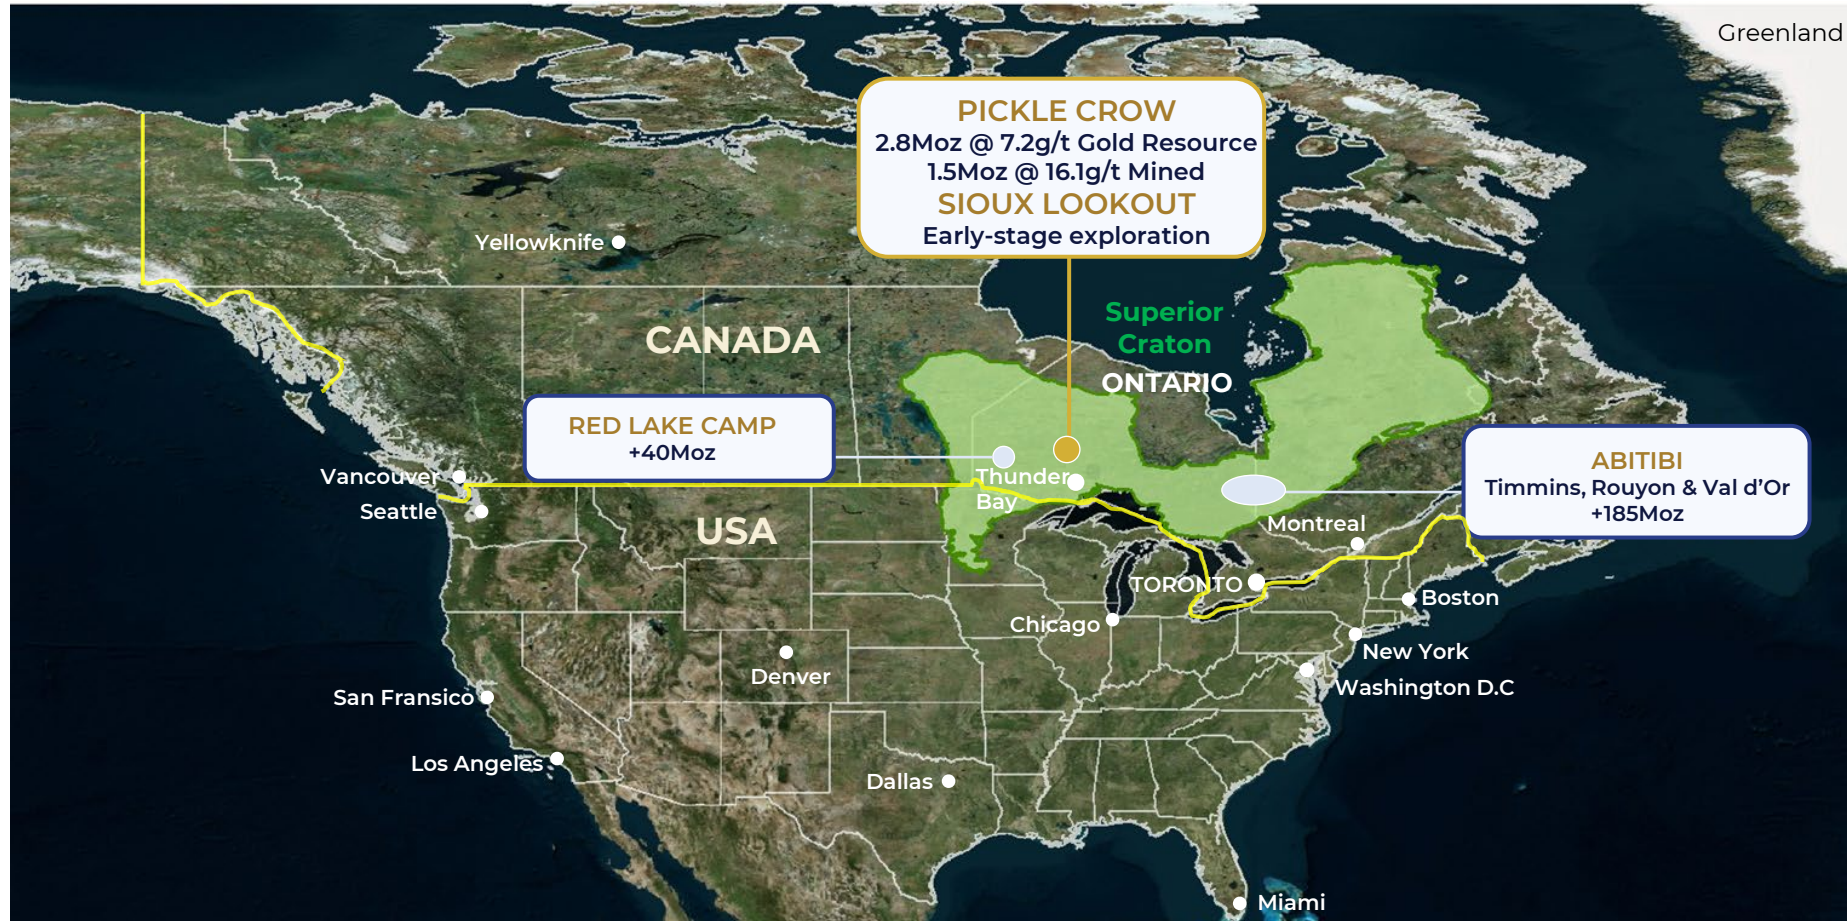 Greenland
PICKLE CROW
2.8Moz @ 7.2g/t Gold Resource
1.5Moz @ 16.1g/t Mined
SIOUX LOOKOUT
Early-stage exploration
Yellowknife
Superior
Craton
CANADA
ONTARIO
RED LAKE CAMP
+40Moz
ABITIBI
Timmins, Rouyon & Val d’Or
+185Moz
Vancouver
Thunder
Bay
Seattle
USA
Montreal
TORONTO
Boston
Chicago
New York
Denver
Washington D.C
San Fransico
Los Angeles
Dallas
Miami